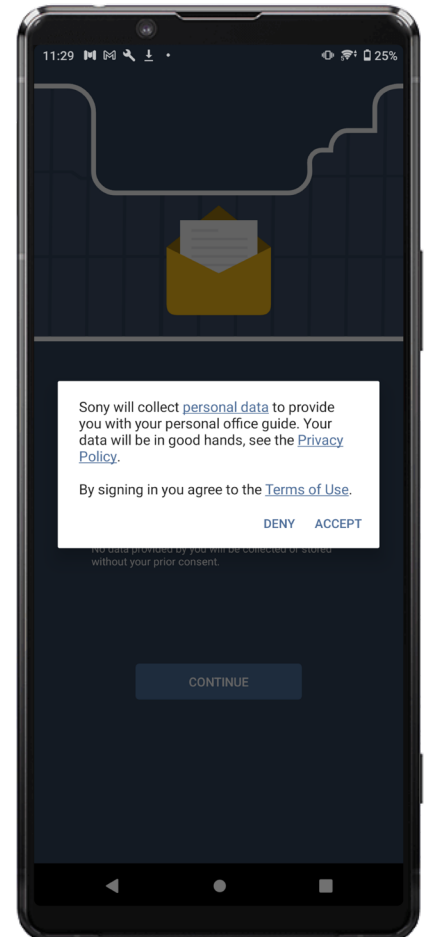 11:29
25%
Sony will collect personal data to provide
you with your personal office guide. Your
data will be in good hands, see the Privacy
Policy.
By signing in you agree to the Terms of Use.
DENY ACCEPT
No data provided by you will be collected or stored
without your prior consent.
CONTINUE